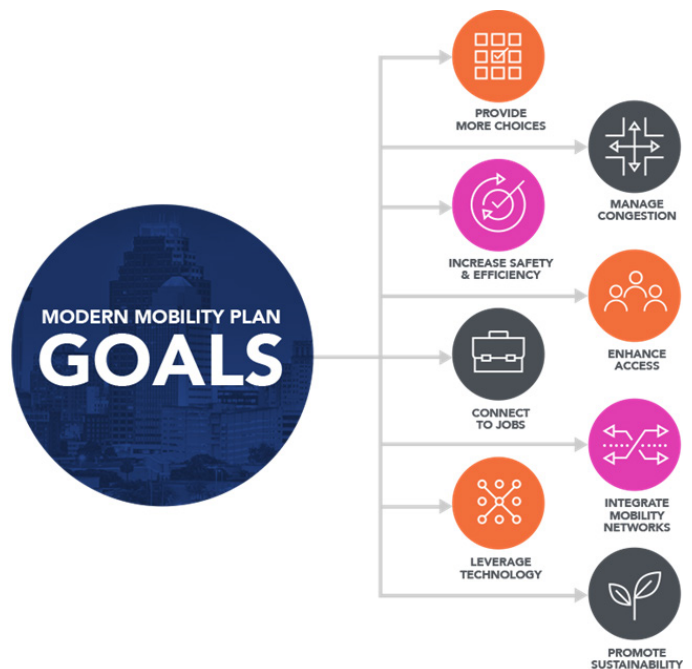 MODERN MOBILITY PLAN
GOALS
PROVIDE
MORE CHOICES
MANAGE
CONGESTION
INCREASE SAFETY
& EFFICIENCY
ENHANCE
ACCESS
CONNECT
TO JOBS
INTEGRATE
MOBILITY
NETWORKS
LEVERAGE
TECHNOLOGY
PROMOTE
SUSTAINABILITY